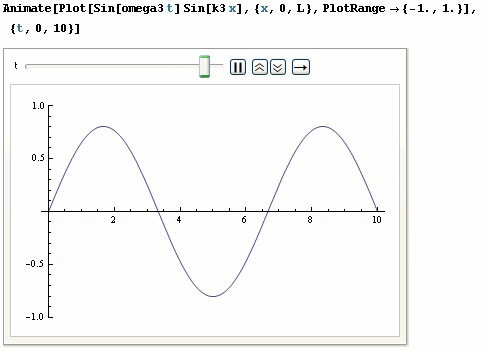 Animate[Plot[Sin[omega3 t] Sin[k3 x], {x, 0, L}, PlotRange → {-1., 1.}],
{t, 0, 10}]
t
1.0
0.5
2 4 6 8 10
-0.5
-1.0